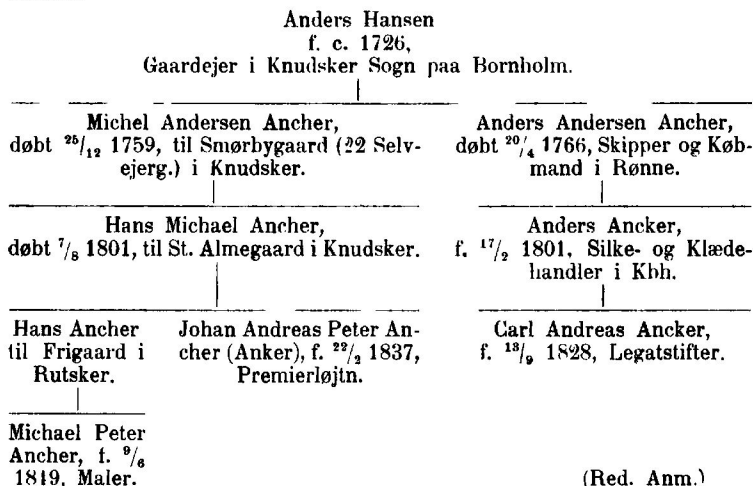 Anders Hansen
f. c. 1726,
Gaardejer i Knudsker Sogn paa Bornholm.
Michel Andersen Ancher,
døbt 25/12 1759, til Smørbygaard (22 Selv-
ejerg.) i Knudsker.
Anders Andersen Ancher,
døbt 20/4 1766, Skipper og Køb-
mand i Rønne.
Hans Michael Ancher,
døbt 7/8 1801, til St. Almegaard i Knudsker.
Anders Ancker,
f. 17/2 1801, Silke- og Klæde-
handler i Kbh.
Hans Ancher
til Frigaard i
Rutsker.
Johan Andreas Peter An-
cher (Anker), f. 22/2 1837,
Premierløjtn.
Carl Andreas Ancker,
f. 13/9 1828, Legatstifter.
Michael Peter
Ancher, f. 9/6
1849, Maler.
(Red. Anm.)